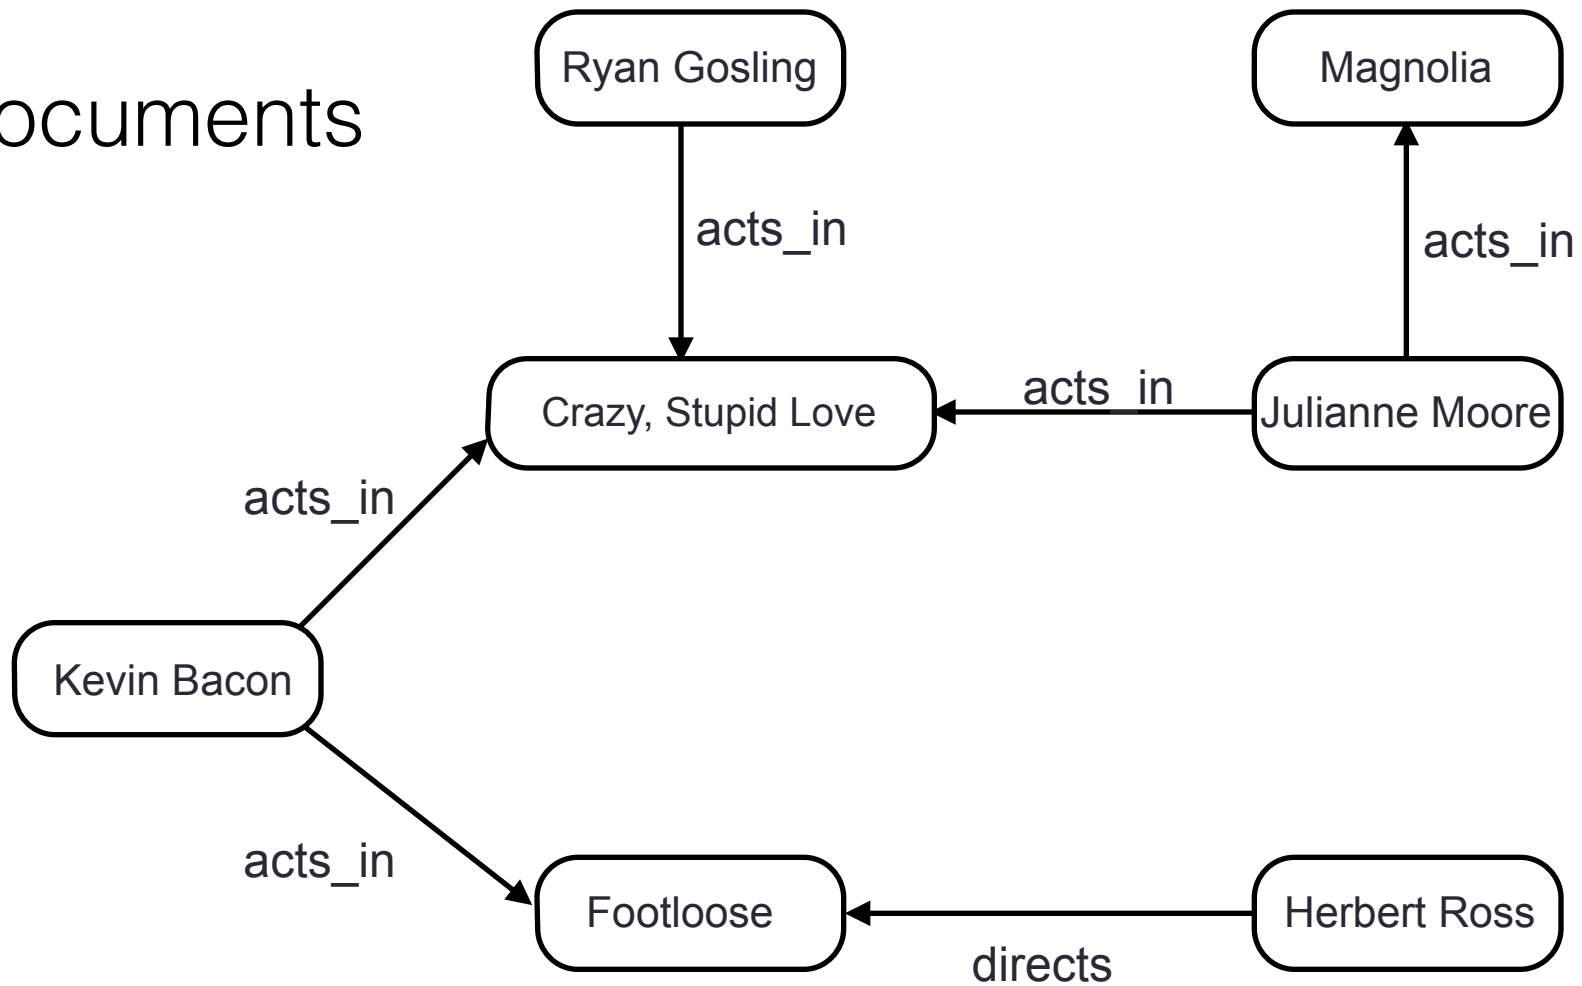 ocuments
Ryan Gosling
Magnolia
acts_in
acts_in
Crazy, Stupid Love
acts_in
Julianne Moore
acts_in
Kevin Bacon
acts_in
Footloose
Herbert Ross
directs